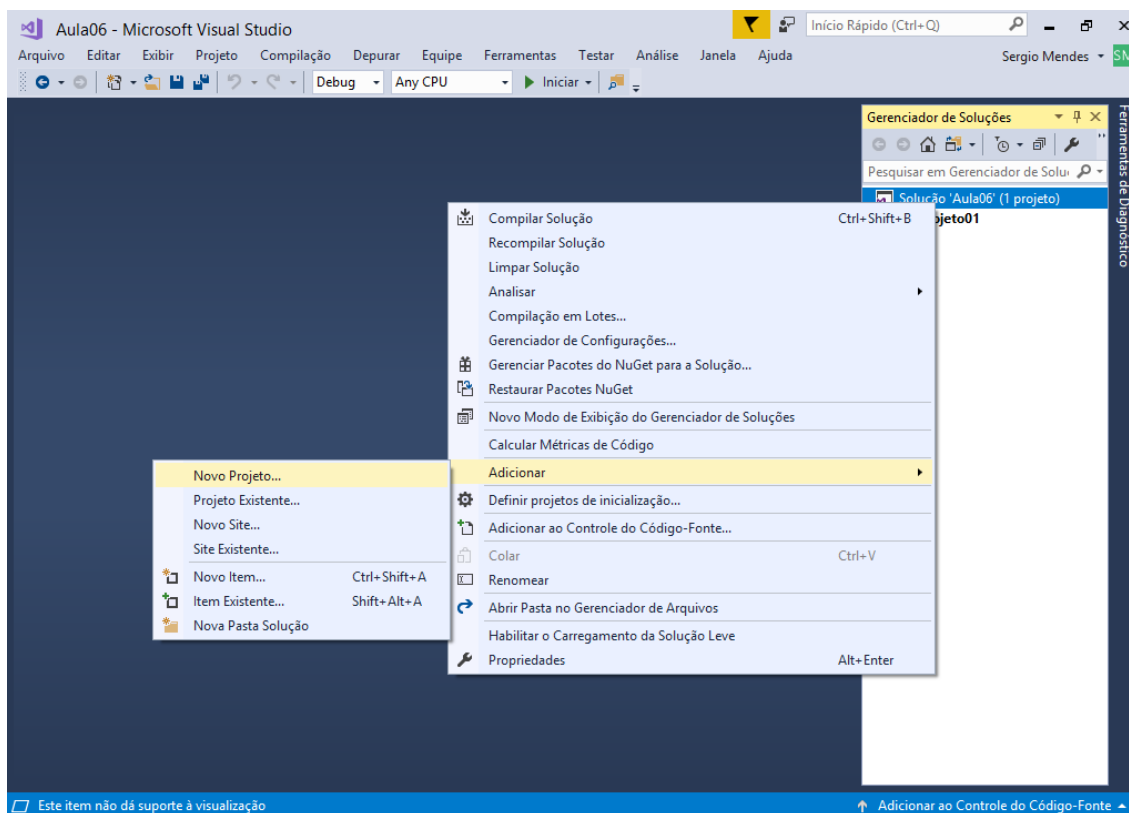 Aula06 - Microsoft Visual Studio
Início Rápido (Ctrl+Q)
Arquivo Editar Exibir Projeto Compilação Depurar Equipe Ferramentas Testar Análise Janela Ajuda
Sergio Mendes
SM
Debug Any CPU Iniciar
Gerenciador de Soluções
Pesquisar em Gerenciador de Solu
Solução 'Aula06' (1 projeto)
ojeto01
Ferramentas de Diagnóstico
Compilar Solução Ctrl+Shift+B
Recompilar Solução
Limpar Solução
Analisar
Compilação em Lotes...
Gerenciador de Configurações...
Gerenciar Pacotes do NuGet para a Solução...
Restaurar Pacotes NuGet
Novo Modo de Exibição do Gerenciador de Soluções
Calcular Métricas de Código
Adicionar
Definir projetos de inicialização...
Adicionar ao Controle do Código-Fonte...
Colar Ctrl+V
Renomear
Abrir Pasta no Gerenciador de Arquivos
Habilitar o Carregamento da Solução Leve
Propriedades Alt+Enter
Novo Projeto...
Projeto Existente...
Novo Site...
Site Existente...
Novo Item... Ctrl+Shift+A
Item Existente... Shift+Alt+A
Nova Pasta Solução
Este item não dá suporte à visualização
Adicionar ao Controle do Código-Fonte